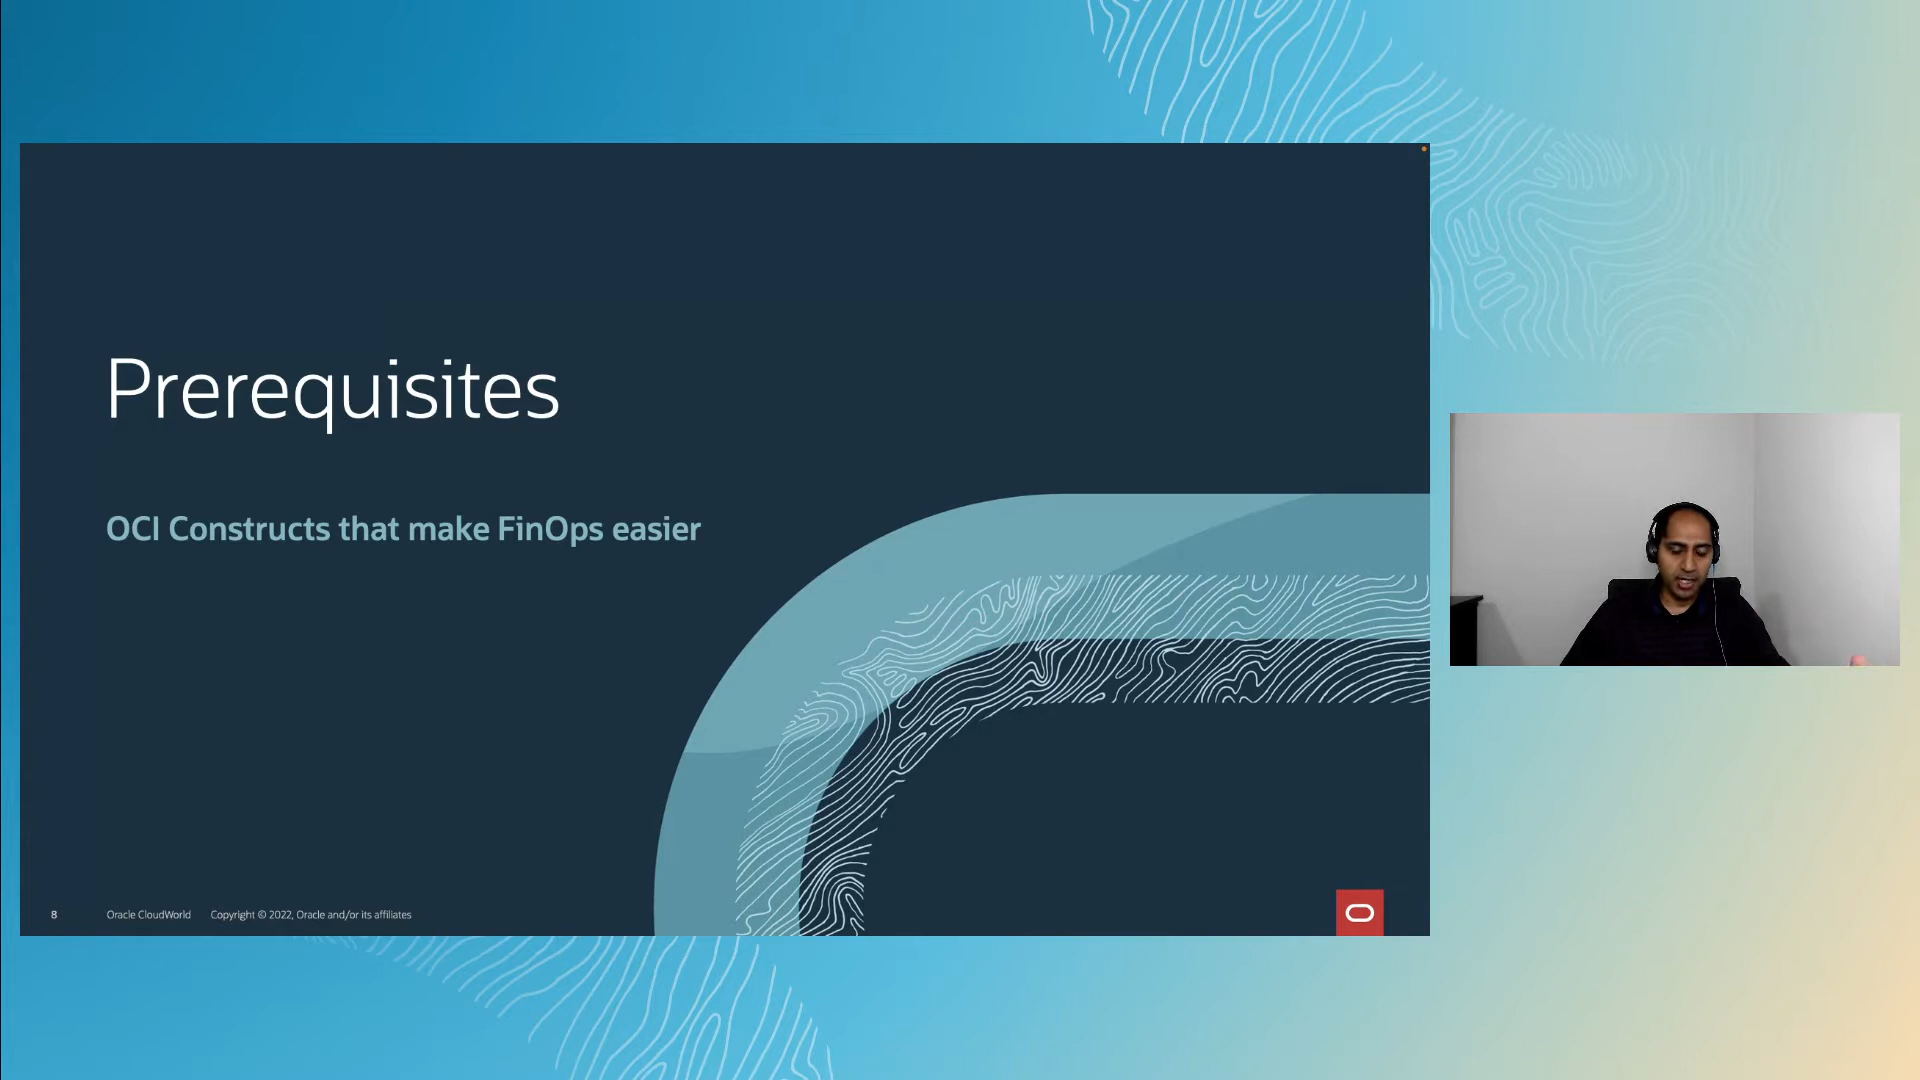 Prerequisites
OCI Constructs that make FinOps easier
8 Oracle CloudWorld Copyright © 2022, Oracle and/or its affiliates